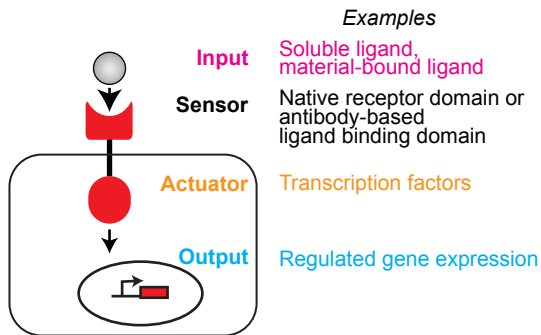 Examples
Input
Soluble ligand,
material-bound ligand
Sensor
Native receptor domain or
antibody-based
ligand binding domain
Actuator
Transcription factors
Output
Regulated gene expression